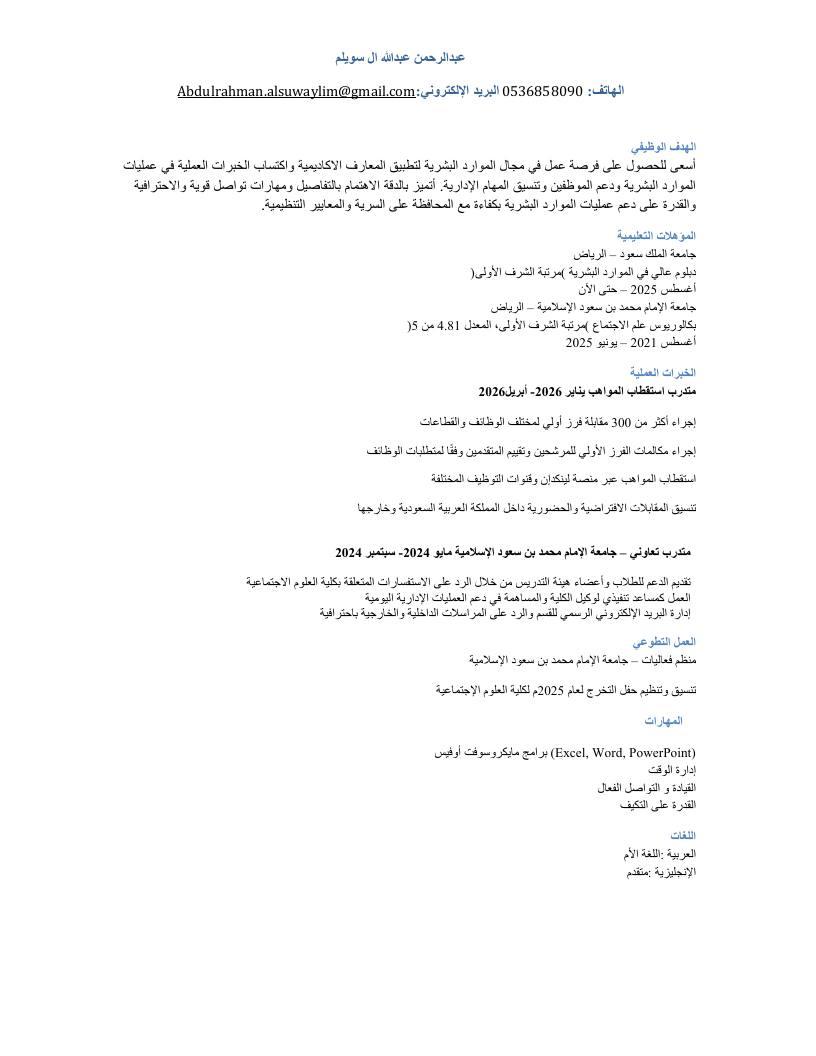 عبدالرحمن عبدالله ال سويلم
الهاتف: 0536858090 البريد الإلكتروني:Abdulrahman.alsuwaylim@gmail.com
الهدف الوظيفي
أسعى للحصول على فرصة عمل في مجال الموارد البشرية لتطبيق المعارف الاكاديمية واكتساب الخبرات العملية في عمليات
الموارد البشرية ودعم الموظفين وتنسيق المهام الإدارية. أتميز بالدقة الاهتمام بالتفاصيل ومهارات تواصل قوية والاحترافية
والقدرة على دعم عمليات الموارد البشرية بكفاءة مع المحافظة على السرية والمعايير التنظيمية.
المؤهلات التعليمية
جامعة الملك سعود – الرياض
دبلوم عالي في الموارد البشرية )مرتبة الشرف الأولى(
أغسطس 2025 – حتى الآن
جامعة الإمام محمد بن سعود الإسلامية – الرياض
بكالوريوس علم الاجتماع )مرتبة الشرف الأولى، المعدل 4.81 من 5(
أغسطس 2021 – يونيو 2025
الخبرات العملية
متدرب استقطاب المواهب يناير 2026- أبريل2026
إجراء أكثر من 300 مقابلة فرز أولي لمختلف الوظائف والقطاعات
إجراء مكالمات الفرز الأولي للمرشحين وتقييم المتقدمين وفقًا لمتطلبات الوظائف
استقطاب المواهب عبر منصة لينكدإن وقنوات التوظيف المختلفة
تنسيق المقابلات الافتراضية والحضورية داخل المملكة العربية السعودية وخارجها
متدرب تعاوني – جامعة الإمام محمد بن سعود الإسلامية مايو 2024- سبتمبر 2024
تقديم الدعم للطلاب وأعضاء هيئة التدريس من خلال الرد على الاستفسارات المتعلقة بكلية العلوم الاجتماعية
العمل كمساعد تنفيذي لوكيل الكلية والمساهمة في دعم العمليات الإدارية اليومية
إدارة البريد الإلكتروني الرسمي للقسم والرد على المراسلات الداخلية والخارجية باحترافية
العمل التطوعي
منظم فعاليات – جامعة الإمام محمد بن سعود الإسلامية
تنسيق وتنظيم حفل التخرج لعام 2025م لكلية العلوم الإجتماعية
المهارات
(Excel, Word, PowerPoint) برامج مايكروسوفت أوفيس
إدارة الوقت
القيادة و التواصل الفعال
القدرة على التكيف
اللغات
العربية :اللغة الأم
الإنجليزية :متقدم